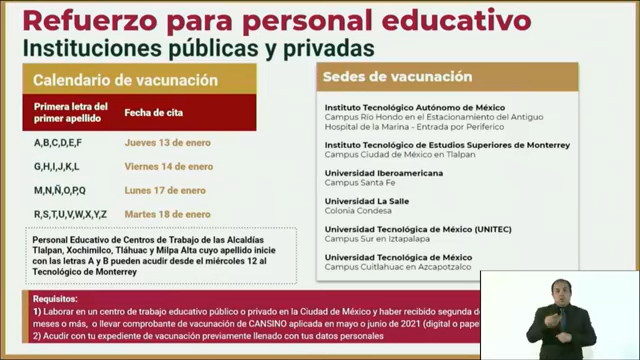 Refuerzo para personal educativo
Instituciones públicas y privadas
Calendario de vacunación
Primera letra del primer apellido
Fecha de cita
A,B,C,D,E,F
Jueves 13 de enero
G,H,I,J,K,L
Viernes 14 de enero
M,N,Ñ,O,P,Q
Lunes 17 de enero
R,S,T,U,V,W,X,Y,Z
Martes 18 de enero
Personal Educativo de Centros de Trabajo de las Alcaldías
Tlalpan, Xochimilco, Tláhuac y Milpa Alta cuyo apellido inicie
con las letras A y B pueden acudir desde el miércoles 12 al
Tecnológico de Monterrey
Sedes de vacunación
Instituto Tecnológico Autónomo de México
Campus Río Hondo en el Estacionamento del Antiguo
Hospital de la Marina - Entrada por Periferico
Instituto Tecnológico de Estudios Superiores de Monterrey
Campus Ciudad de México en Tlalpan
Universidad Iberoamericana
Campus Santa Fe
Universidad La Salle
Colonia Condesa
Universidad Tecnológica de México (UNITEC)
Campus Sur en Iztapalapa
Universidad Tecnológica de México
Campus Cuitlahuac en Azcapotzalco
Requisitos:
1) Laborar en un centro de trabajo educativo público o privado en la Ciudad de México y haber recibido segunda
meses o más, o llevar comprobante de vacunación de CANSINO aplicada en mayo o junio de 2021 (digital o
2) Acudir con tu expediente de vacunación previamente llenado con tus datos personales